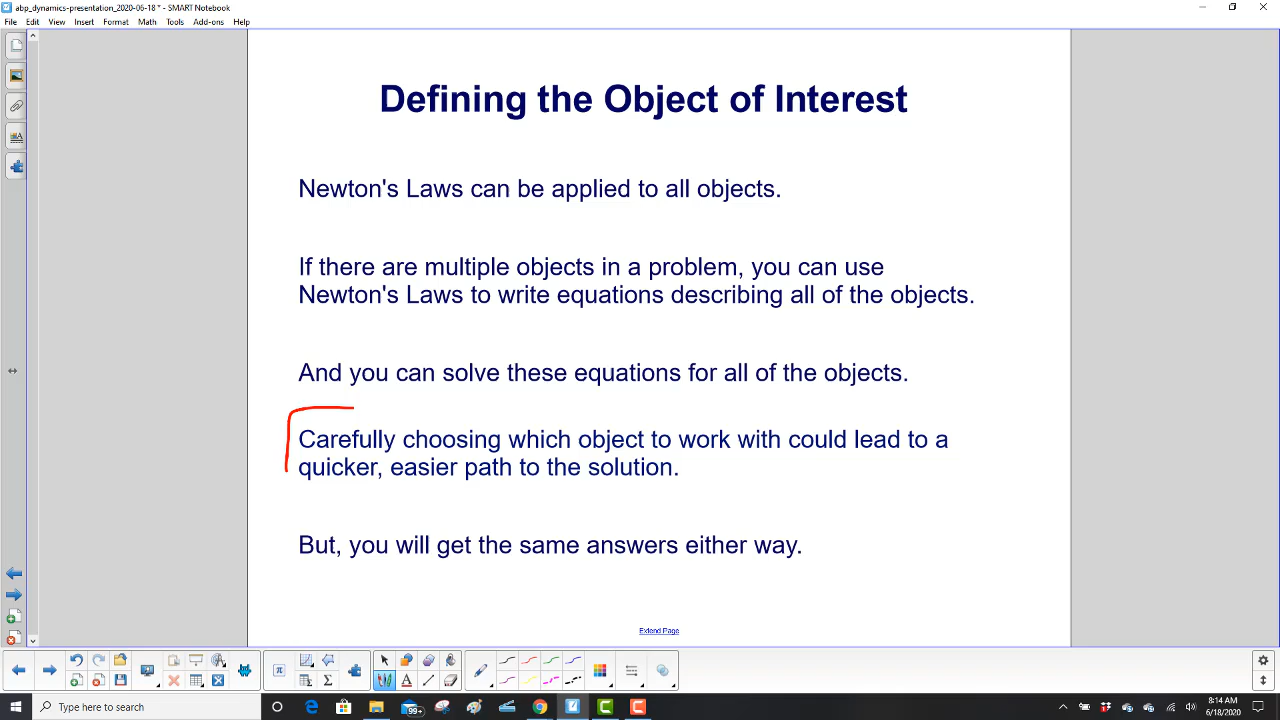 abp_dynamics-presentation_2020-06-18 * - SMART Notebook
File Edit View Insert Format Math Tools Add-ons Help
Defining the Object of Interest
Newton's Laws can be applied to all objects.
If there are multiple objects in a problem, you can use
Newton's Laws to write equations describing all of the objects.
And you can solve these equations for all of the objects.
Carefully choosing which object to work with could lead to a
quicker, easier path to the solution.
But, you will get the same answers either way.
Extend Page
Type here to search
99+
8:14 AM
6/18/2020